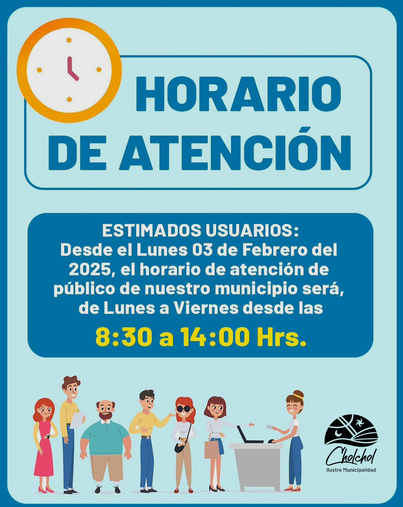 HORARIO
DE ATENCIÓN
ESTIMADOS USUARIOS:
Desde el Lunes 03 de Febrero del
2025, el horario de atención de
público de nuestro municipio será,
de Lunes a Viernes desde las
8:30 a 14:00 Hrs.
Cholchol
Ilustre Municipalidad